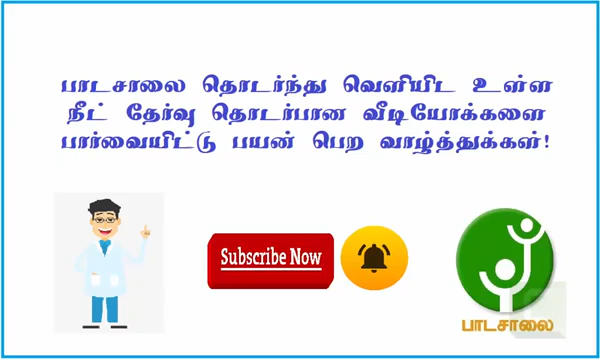 பாடசாலை தொடர்ந்து வெளியிட உள்ள
நீட் தேர்வு தொடர்பான வீடியோக்களை
பார்வையிட்டு பயன் பெற வாழ்த்துக்கள்!
Subscribe Now
பாடசாலை